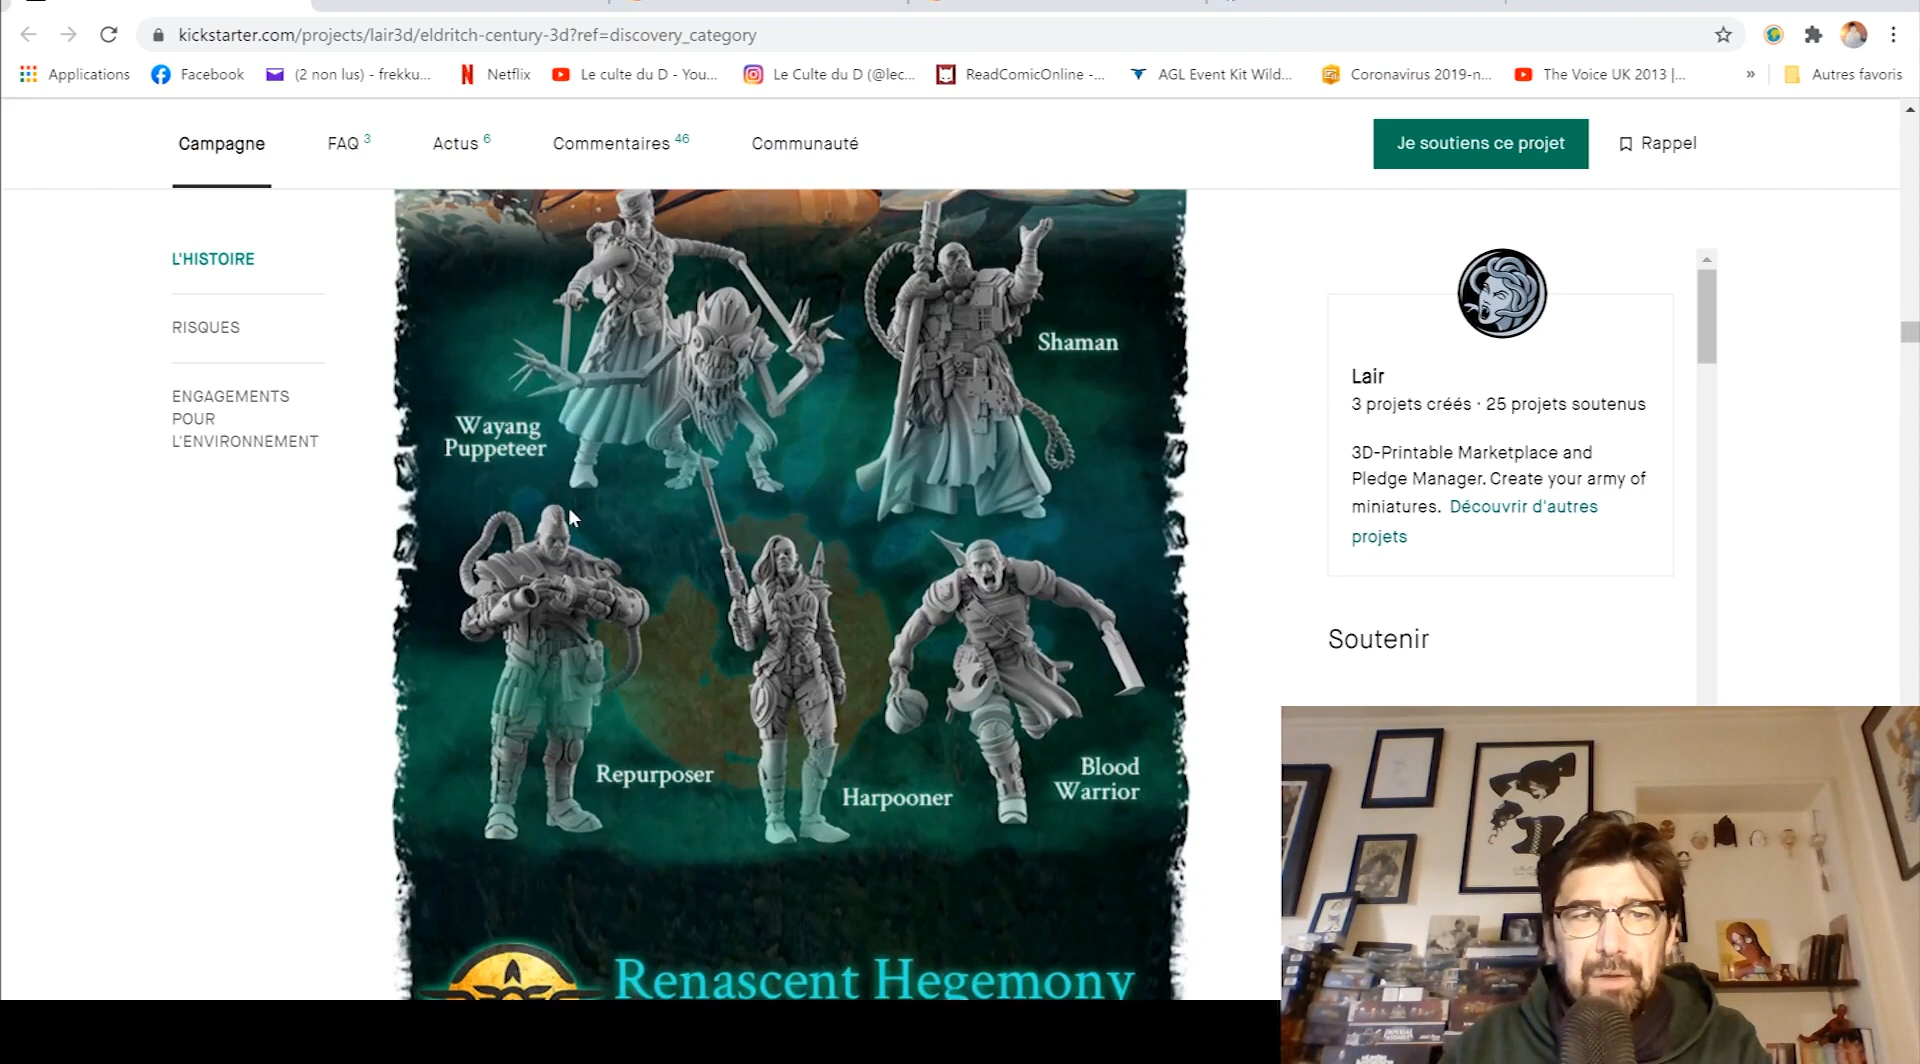 kickstarter.com/projects/lair3d/eldritch-century-3d?ref=discovery_category
Applications
Facebook
(2 non lus) - frekku...
Netflix
Le culte du D - You...
Le Culte du D (@lec...
ReadComicOnline -...
AGL Event Kit Wild...
Coronavirus 2019-n...
The Voice UK 2013 |...
»
Autres favoris
Campagne
FAQ 3
Actus 6
Commentaires 46
Communauté
Je soutiens ce projet
Rappel
L'HISTOIRE
RISQUES
ENGAGEMENTS
POUR
L'ENVIRONNEMENT
Wayang
Puppeteer
Shaman
Repurposer
Harpooner
Blood
Warrior
Renascent Hegemony
Lair
3 projets créés · 25 projets soutenus
3D-Printable Marketplace and
Pledge Manager. Create your army of
miniatures. Découvrir d'autres
projets
Soutenir